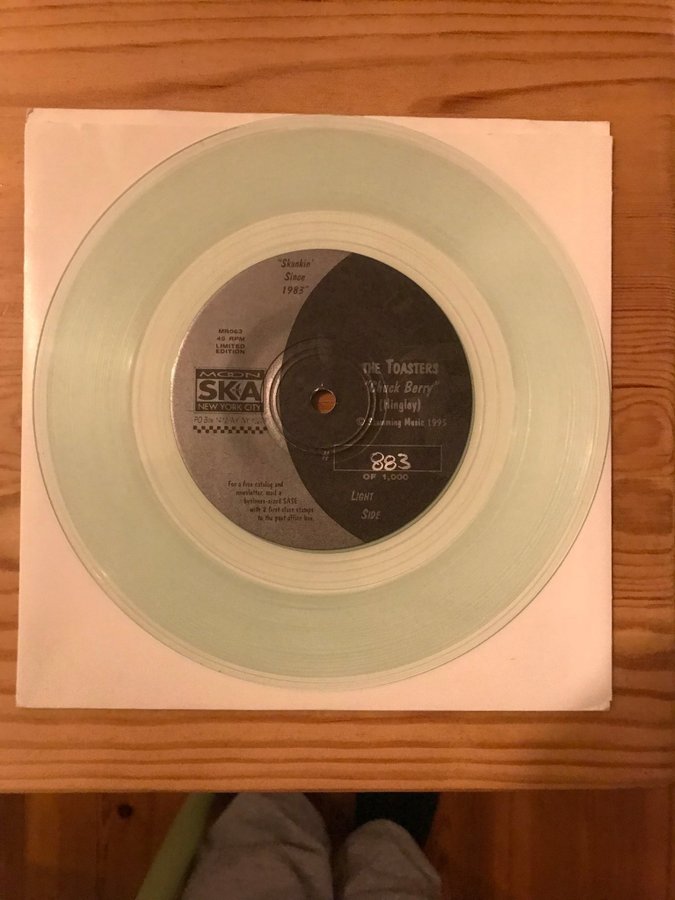 "Skankin'
Since
1983"
MR063
45 RPM
LIMITED
EDITION
MOON
SKA
NEW YORK CITY
THE TOASTERS
"Chuck Berry"
(Hingley)
© Skamming Music 1995
#
883
OF 1,000
LIGHT
SIDE
For a free catalog and
newsletter, send a
business-sized SASE
with 2 first-class stamps
to the post office box.